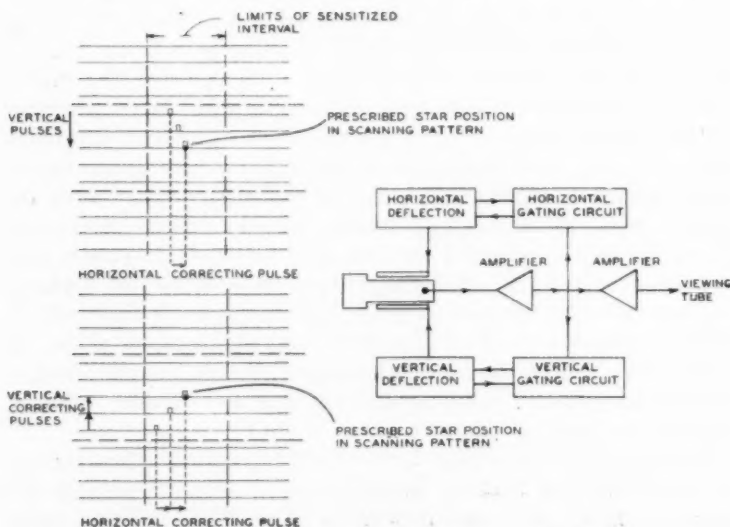 LIMITS OF SENSITIZED
INTERVAL
VERTICAL
PULSES
PRESCRIBED STAR POSITION
IN SCANNING PATTERN
HORIZONTAL CORRECTING PULSE
VERTICAL
CORRECTING
PULSES
PRESCRIBED STAR POSITION
IN SCANNING PATTERN
HORIZONTAL CORRECTING PULSE
HORIZONTAL
DEFLECTION
HORIZONTAL
GATING CIRCUIT
AMPLIFIER
AMPLIFIER
VIEWING
TUBE
VERTICAL
DEFLECTION
VERTICAL
GATING CIRCUIT